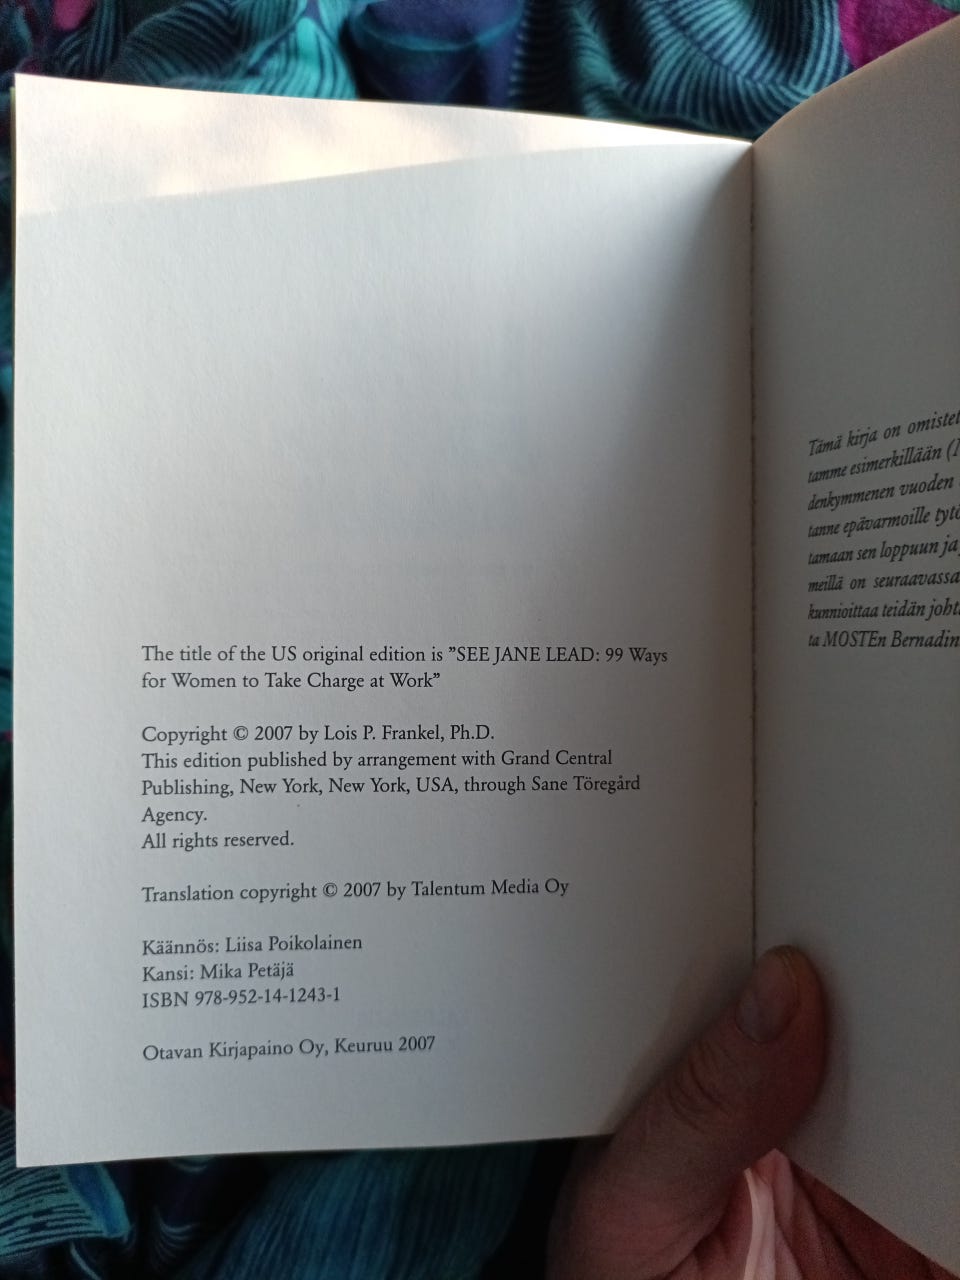 The title of the US original edition is ”SEE JANE LEAD: 99 Ways
for Women to Take Charge at Work”
Copyright © 2007 by Lois P. Frankel, Ph.D.
This edition published by arrangement with Grand Central
Publishing, New York, New York, USA, through Sane Töregård
Agency.
All rights reserved.
Translation copyright © 2007 by Talentum Media Oy
Käännös: Liisa Poikolainen
Kansi: Mika Petäjä
ISBN 978-952-14-1243-1
Otavan Kirjapaino Oy, Keuruu 2007
Tämä kirja on omistet
tamme esimerkillään (
denkymmenen vuoden
tanne epävarmoille tytö
tamaan sen loppuun ja
meillä on seuraavassa
kunnioittaa teidän joht
ta MOSTEn Bernadin